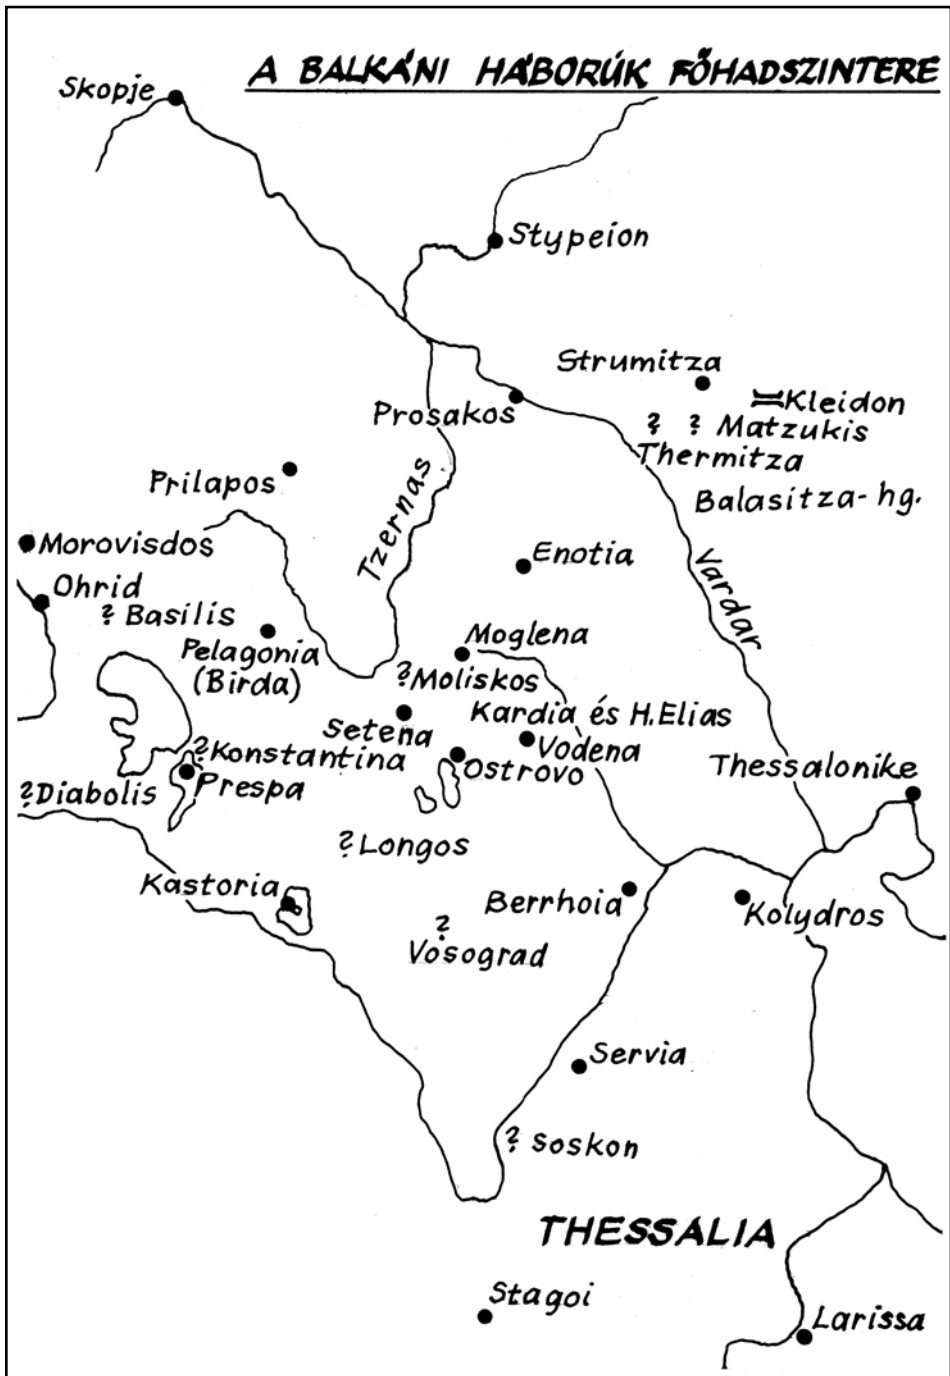 A BALKÁNI HÁBORÚK FŐHADSZINTERE
Skopje
Stypeion
Strumitza
Prosakos
Kleidon
? ? Matzukis
Thermitza
Prilapos
Balasitza-hg.
Tzernas
Morovisdos
Enotia
Vardar
Ohrid
? Basilis
Pelagonia
(Birda)
Moglena
? Moliskos
Setena
Kardia és H. Elias
Vodena
? Konstantina
Ostrovo
Prespa
Thessalonike
? Diabolis
? Longos
Kastoria
Berrhoia
Kolydros
?
Vosograd
Servia
? Soskon
THESSALIA
Stagoi
Larissa